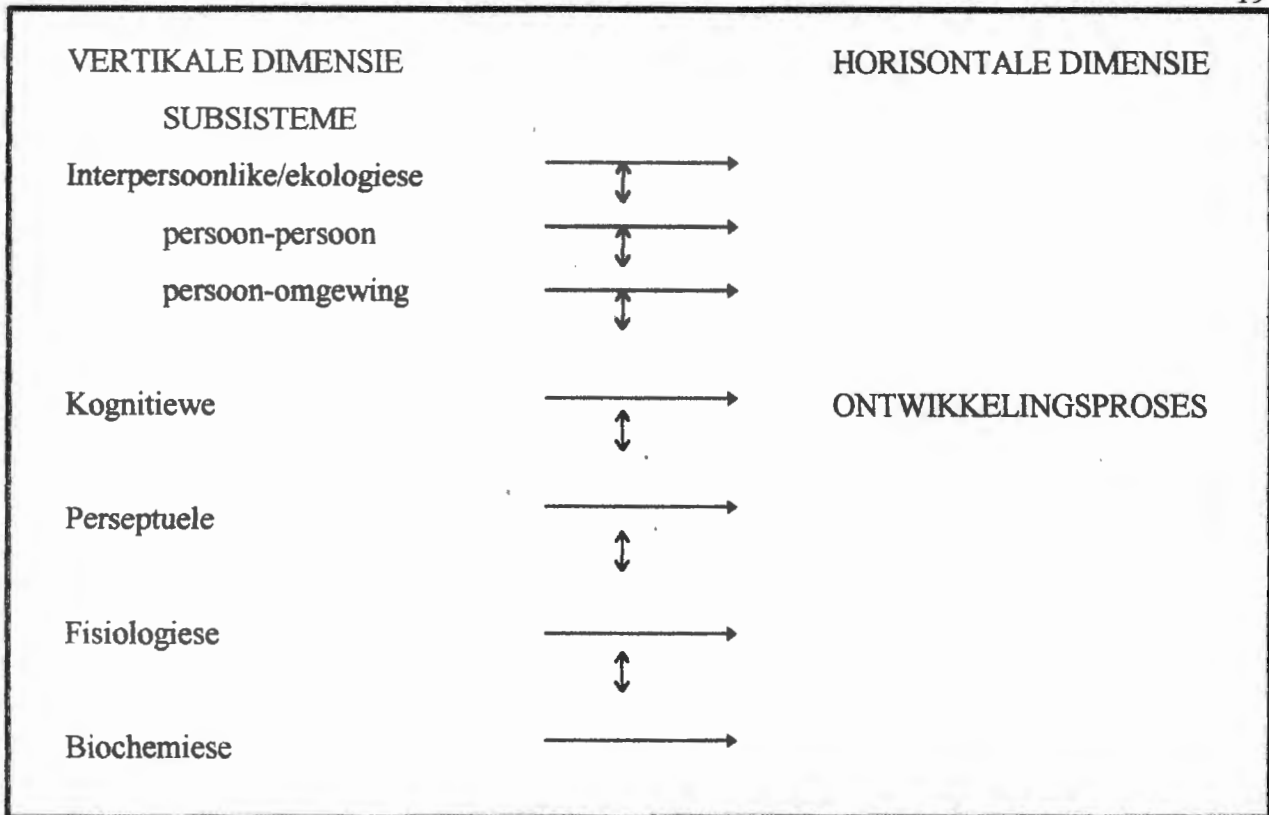 VERTIKALE DIMENSIE HORISONTALE DIMENSIE
SUBSISTEME
Interpersoonlike/ekologiese
persoon-persoon
persoon-omgewing
Kognitiewe ONTWIKKELINGSPROSES
Perseptuele
Fisiologiese
Biochemiese